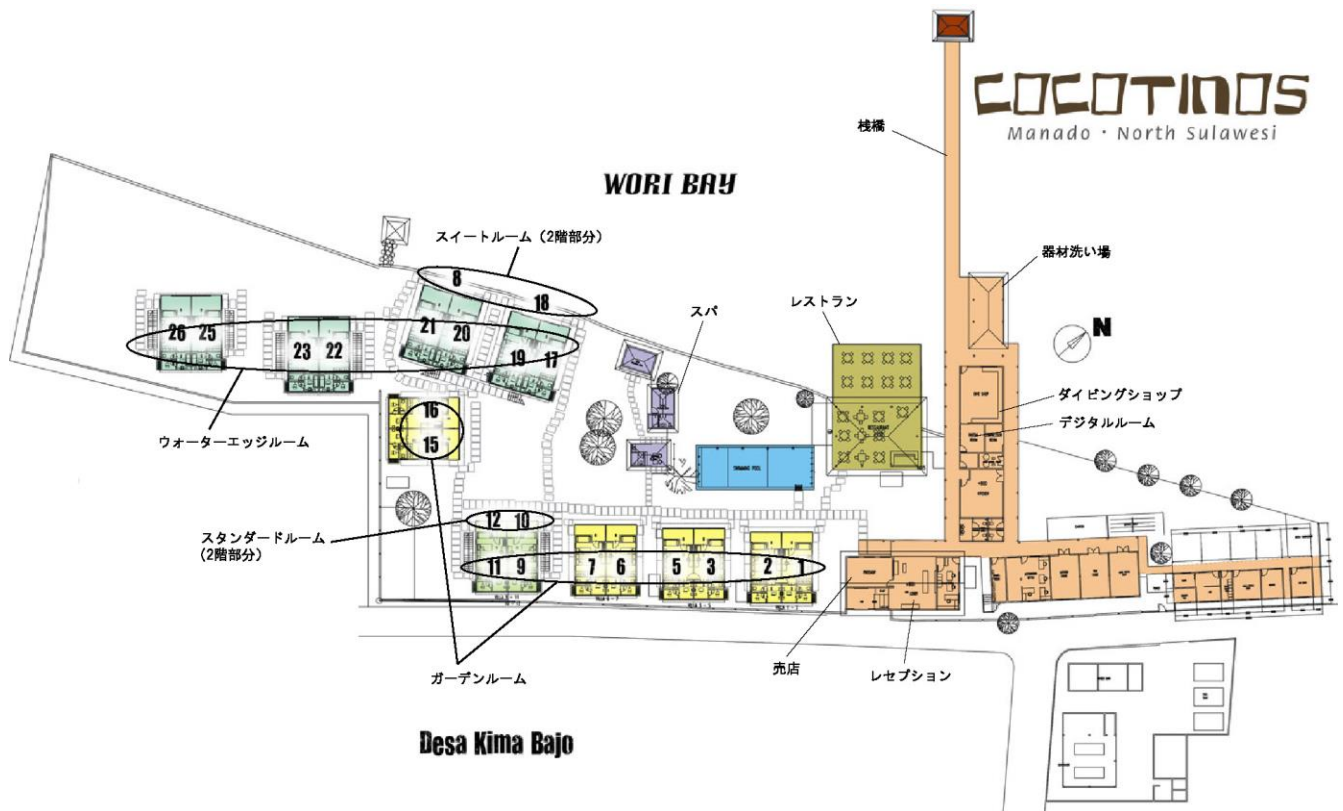 COCOTINOS
Manado · North Sulawesi
桟橋
WORI BAY
スイートルーム（2階部分）
器材洗い場
8
18
スパ
レストラン
N
26 25
23 22
21 20
19 17
ダイビングショップ
デジタルルーム
16
15
ウォーターエッジルーム
スタンダードルーム
（2階部分）
12 10
11 9
7 6
5 3
2 1
ガーデンルーム
売店
レセプション
Desa Kima Bajo